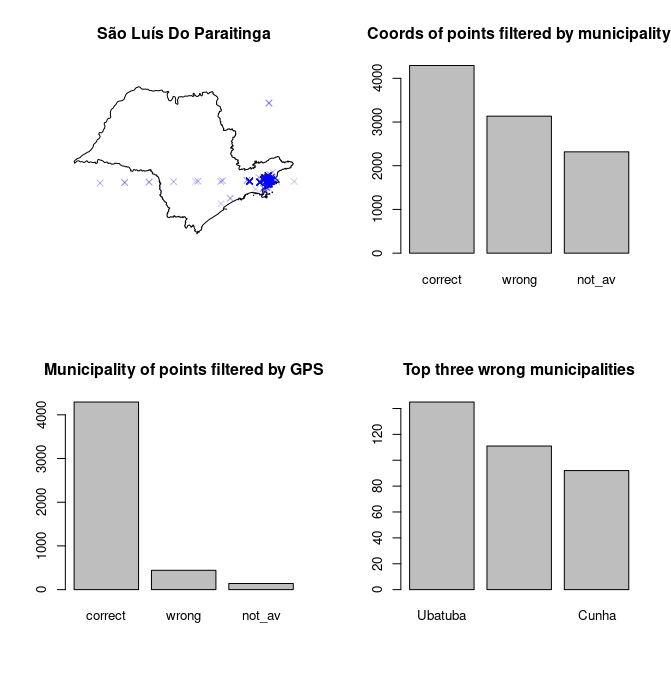 São Luís Do Paraitinga
Coords of points filtered by municipality
4000
3000
2000
1000
0
correct wrong not_av
Municipality of points filtered by GPS
4000
3000
2000
1000
0
correct wrong not_av
Top three wrong municipalities
120
80
60
40
20
0
Ubatuba Cunha